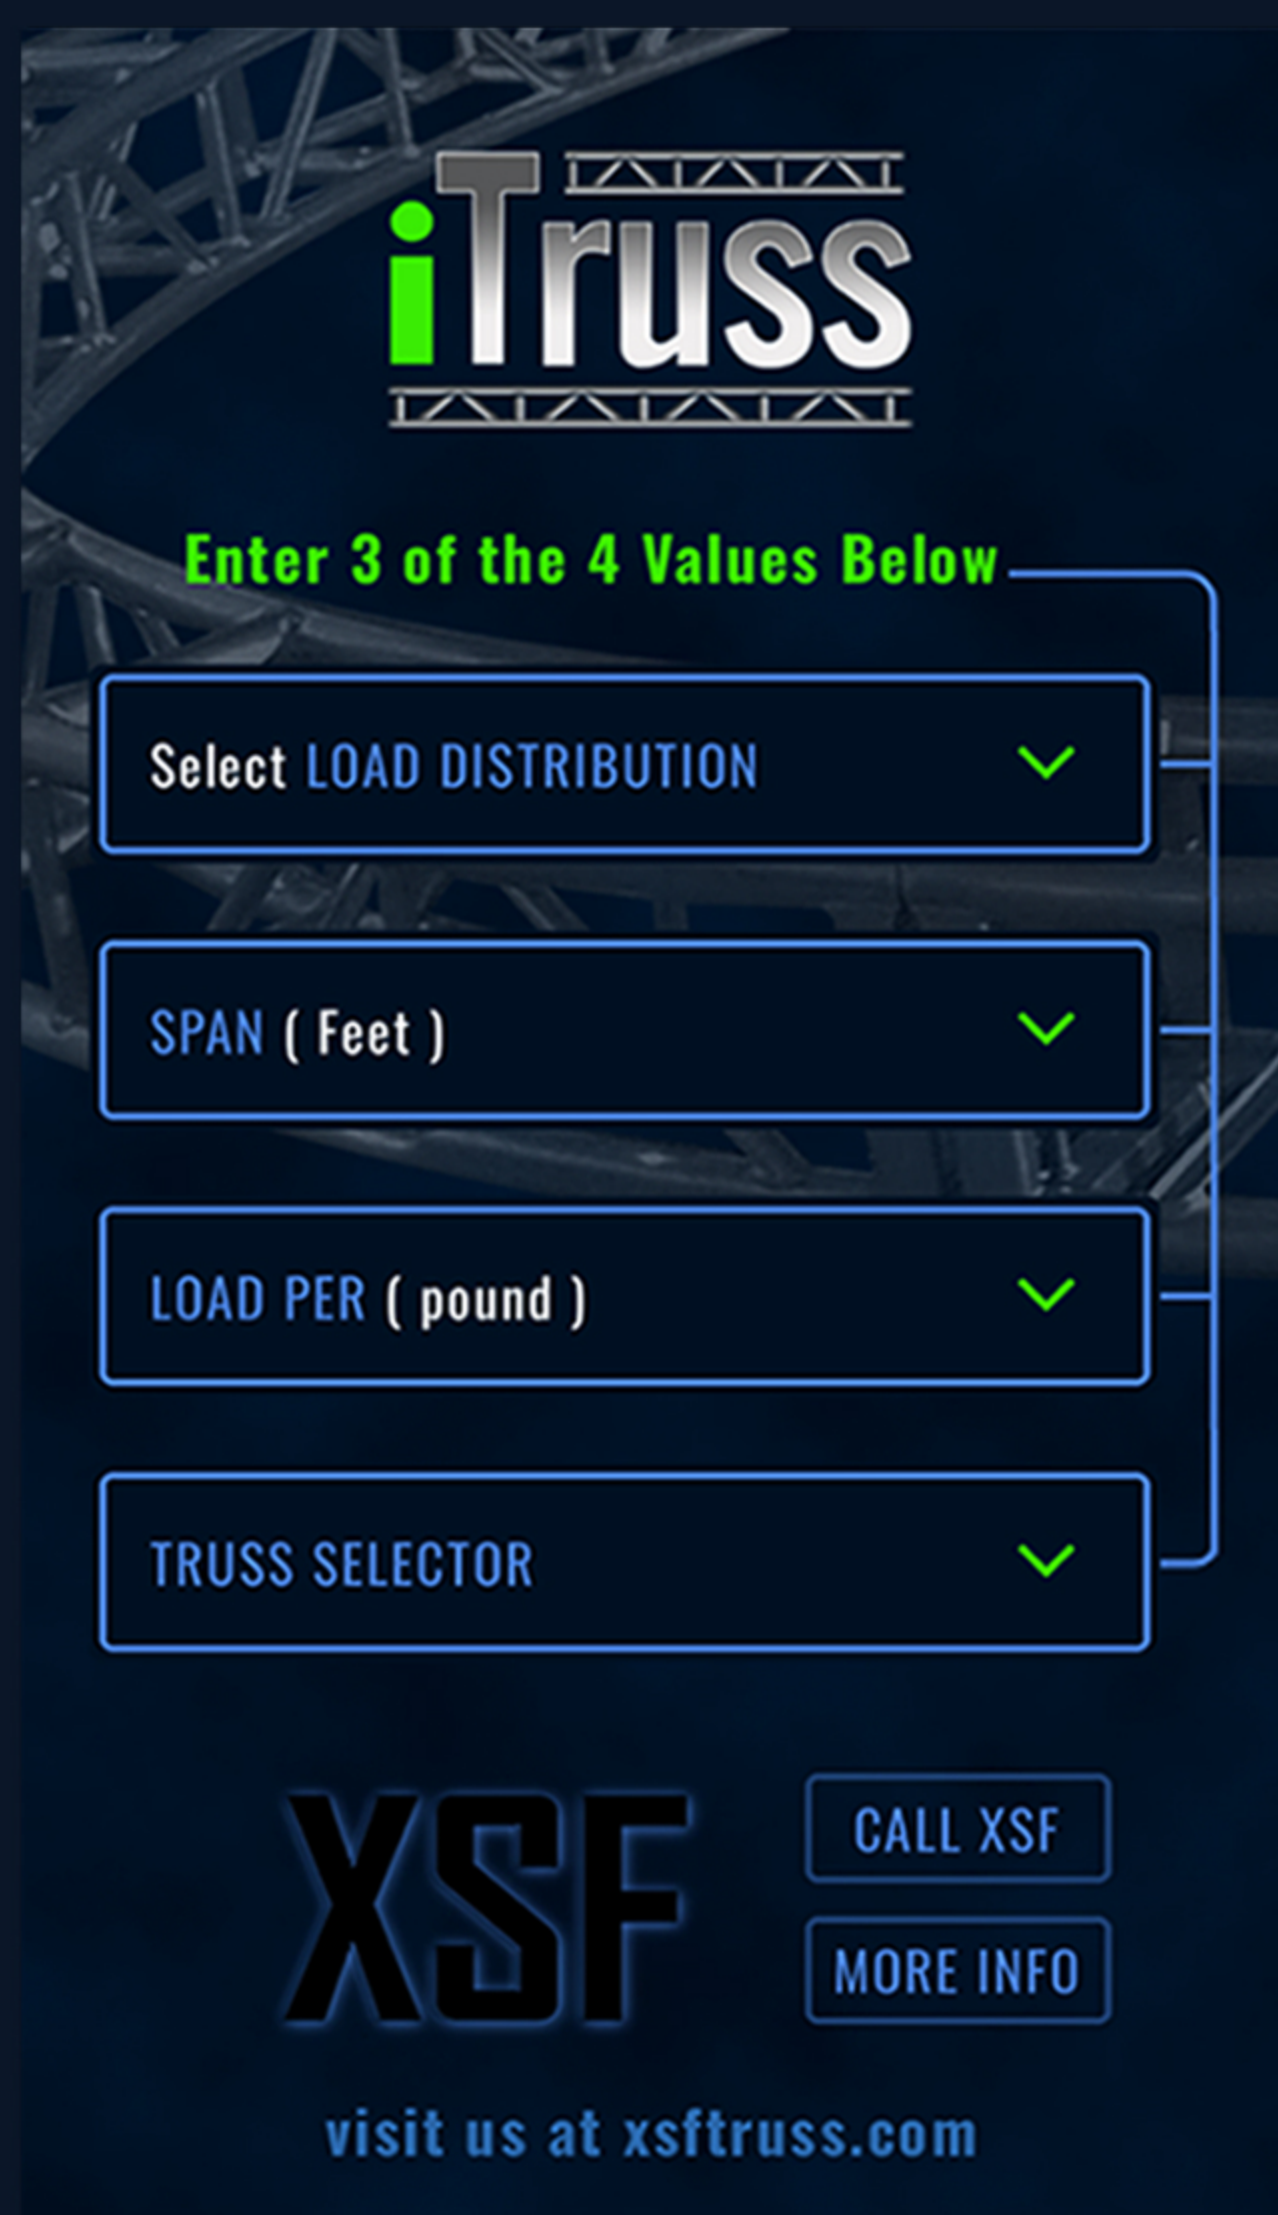 iTruss
Enter 3 of the 4 Values Below
Select LOAD DISTRIBUTION
SPAN ( Feet )
LOAD PER ( pound )
TRUSS SELECTOR
XSF
CALL XSF
MORE INFO
visit us at xsftruss.com